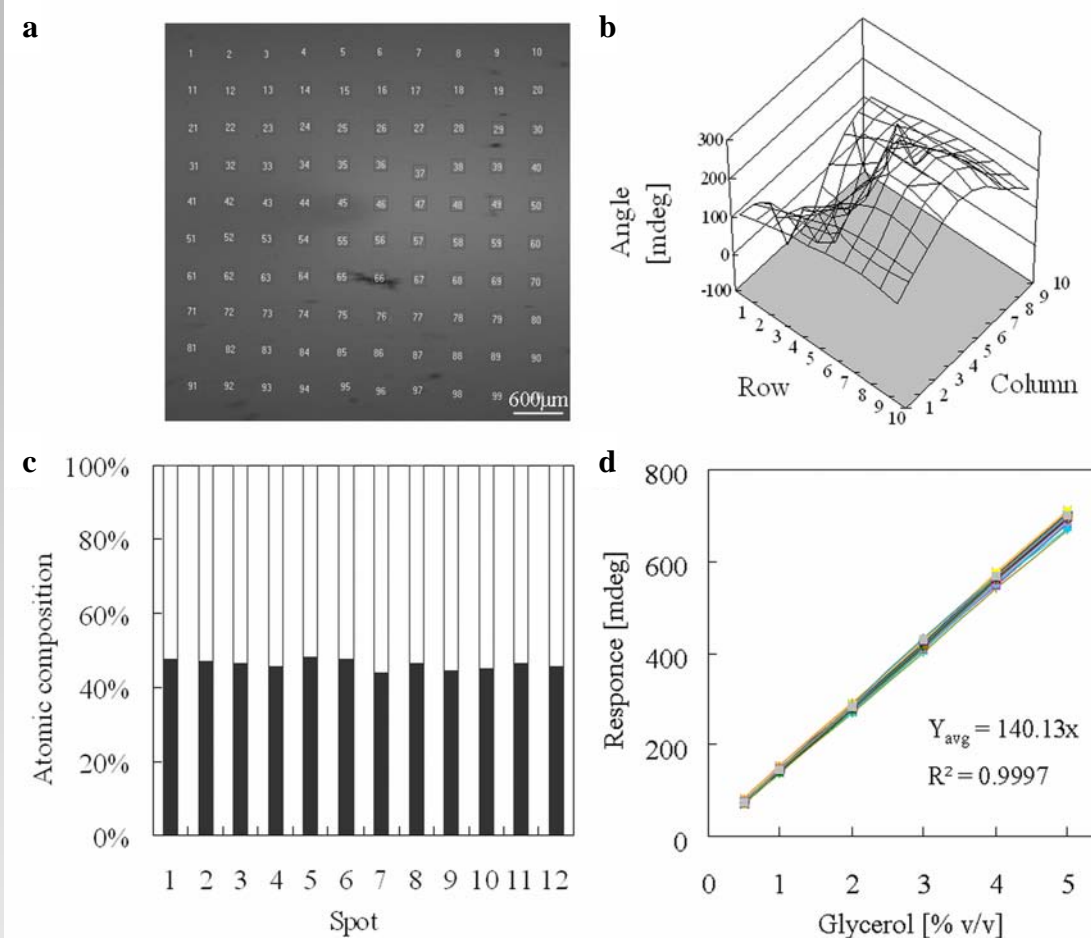 a
1 2 3 4 5 6 7 8 9 10
11 12 13 14 15 16 17 18 19 20
21 22 23 24 25 26 27 28 29 30
31 32 33 34 35 36 37 38 39 40
41 42 43 44 45 46 47 48 49 50
51 52 53 54 55 56 57 58 59 60
61 62 63 64 65 66 67 68 69 70
71 72 73 74 75 76 77 78 79 80
81 82 83 84 85 86 87 88 89 90
91 92 93 94 95 96 97 98 99
600µm
b
300
200
100
0
-100
Angle
[mdeg]
1 2 3 4 5 6 7 8 9 10
Row
1 2 3 4 5 6 7 8 9 10
Column
c
100%
80%
60%
40%
20%
0%
Atomic composition
1 2 3 4 5 6 7 8 9 10 11 12
Spot
d
800
600
400
200
0
Responce [mdeg]
Yavg = 140.13x
R² = 0.9997
0 1 2 3 4 5
Glycerol [% v/v]